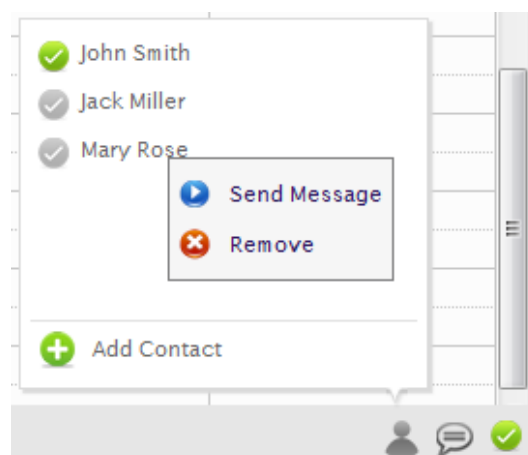 John Smith
Jack Miller
Mary Rose
Send Message
Remove
Add Contact